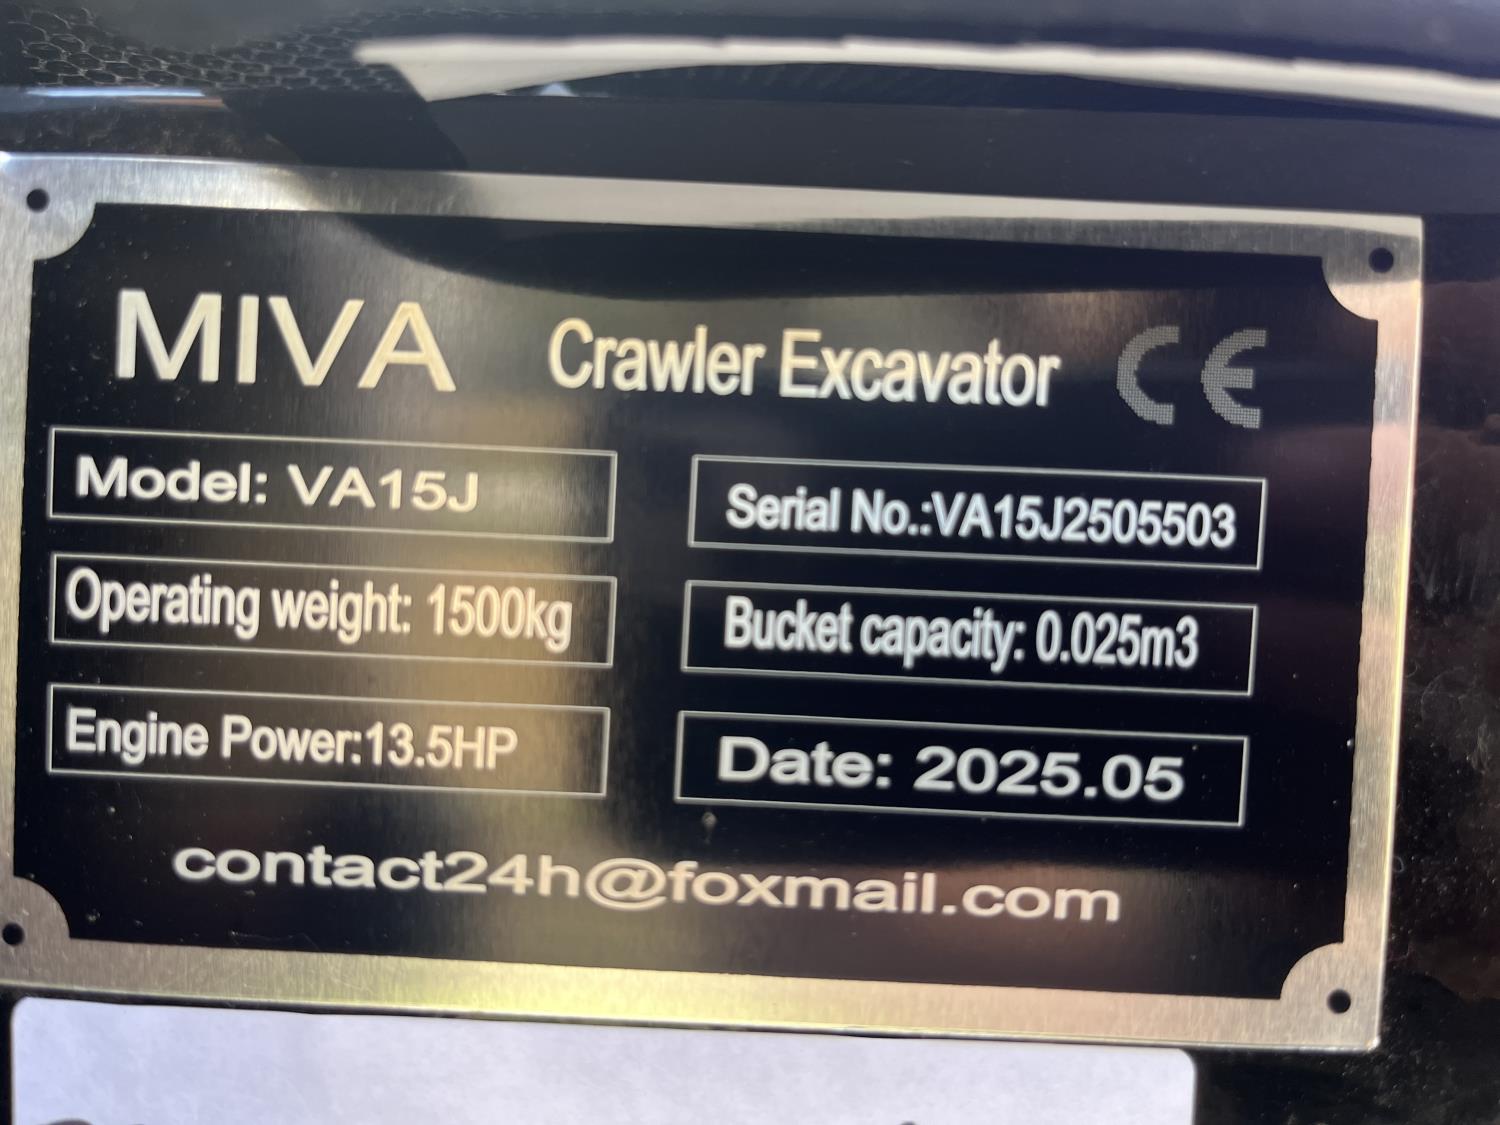 MIVA Crawler Excavator CE
Model: VA15J
Serial No.:VA15J2505503
Operating weight: 1500kg
Bucket capacity: 0.025m3
Engine Power:13.5HP
Date: 2025.05
contact24h@foxmail.com